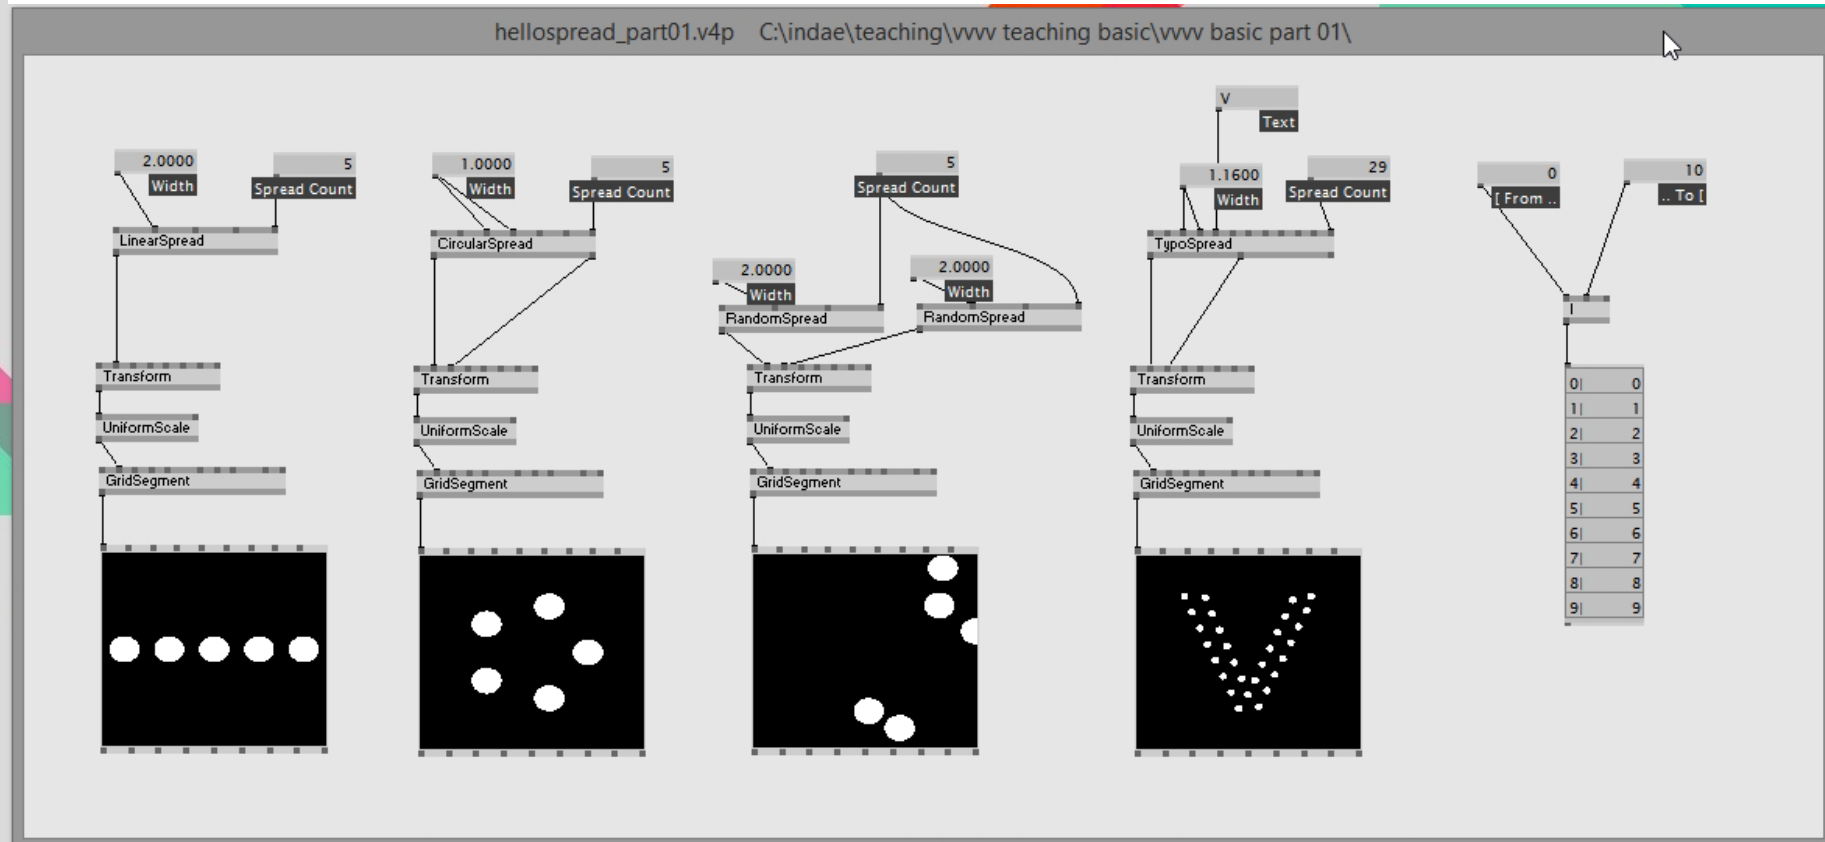 hellospread_part01.v4p    C:\indae\teaching\vvvv teaching basic\vvvv basic part 01\
2.0000
Width
5
Spread Count
LinearSpread
Transform
UniformScale
GridSegment
1.0000
Width
5
Spread Count
CircularSpread
Transform
UniformScale
GridSegment
5
Spread Count
2.0000
Width
2.0000
Width
RandomSpread
RandomSpread
Transform
UniformScale
GridSegment
V
Text
1.1600
Width
29
Spread Count
TypoSpread
Transform
UniformScale
GridSegment
0
[ From ..
10
.. To [
I
0| 0
1| 1
2| 2
3| 3
4| 4
5| 5
6| 6
7| 7
8| 8
9| 9